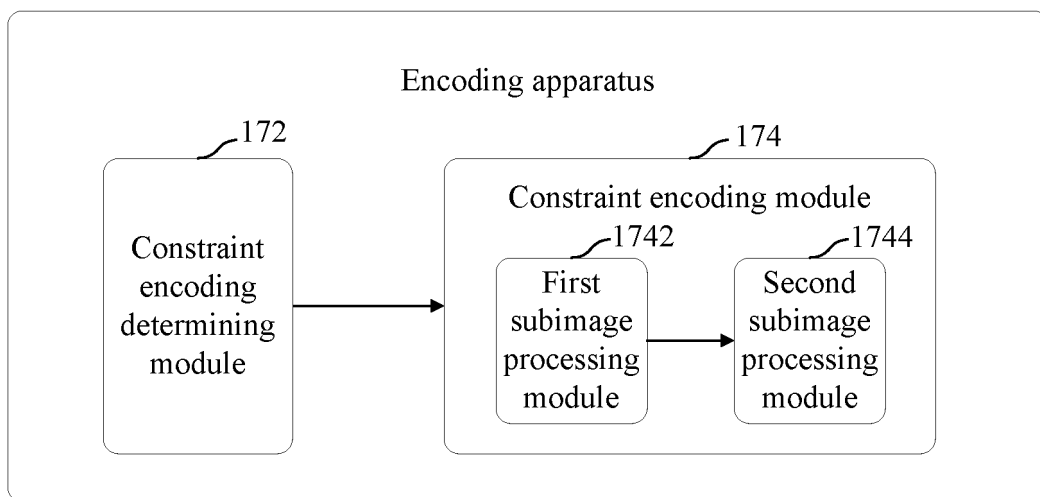 Encoding apparatus
172
174
Constraint
encoding
determining
module
Constraint encoding module
1742
1744
First
subimage
processing
module
Second
subimage
processing
module